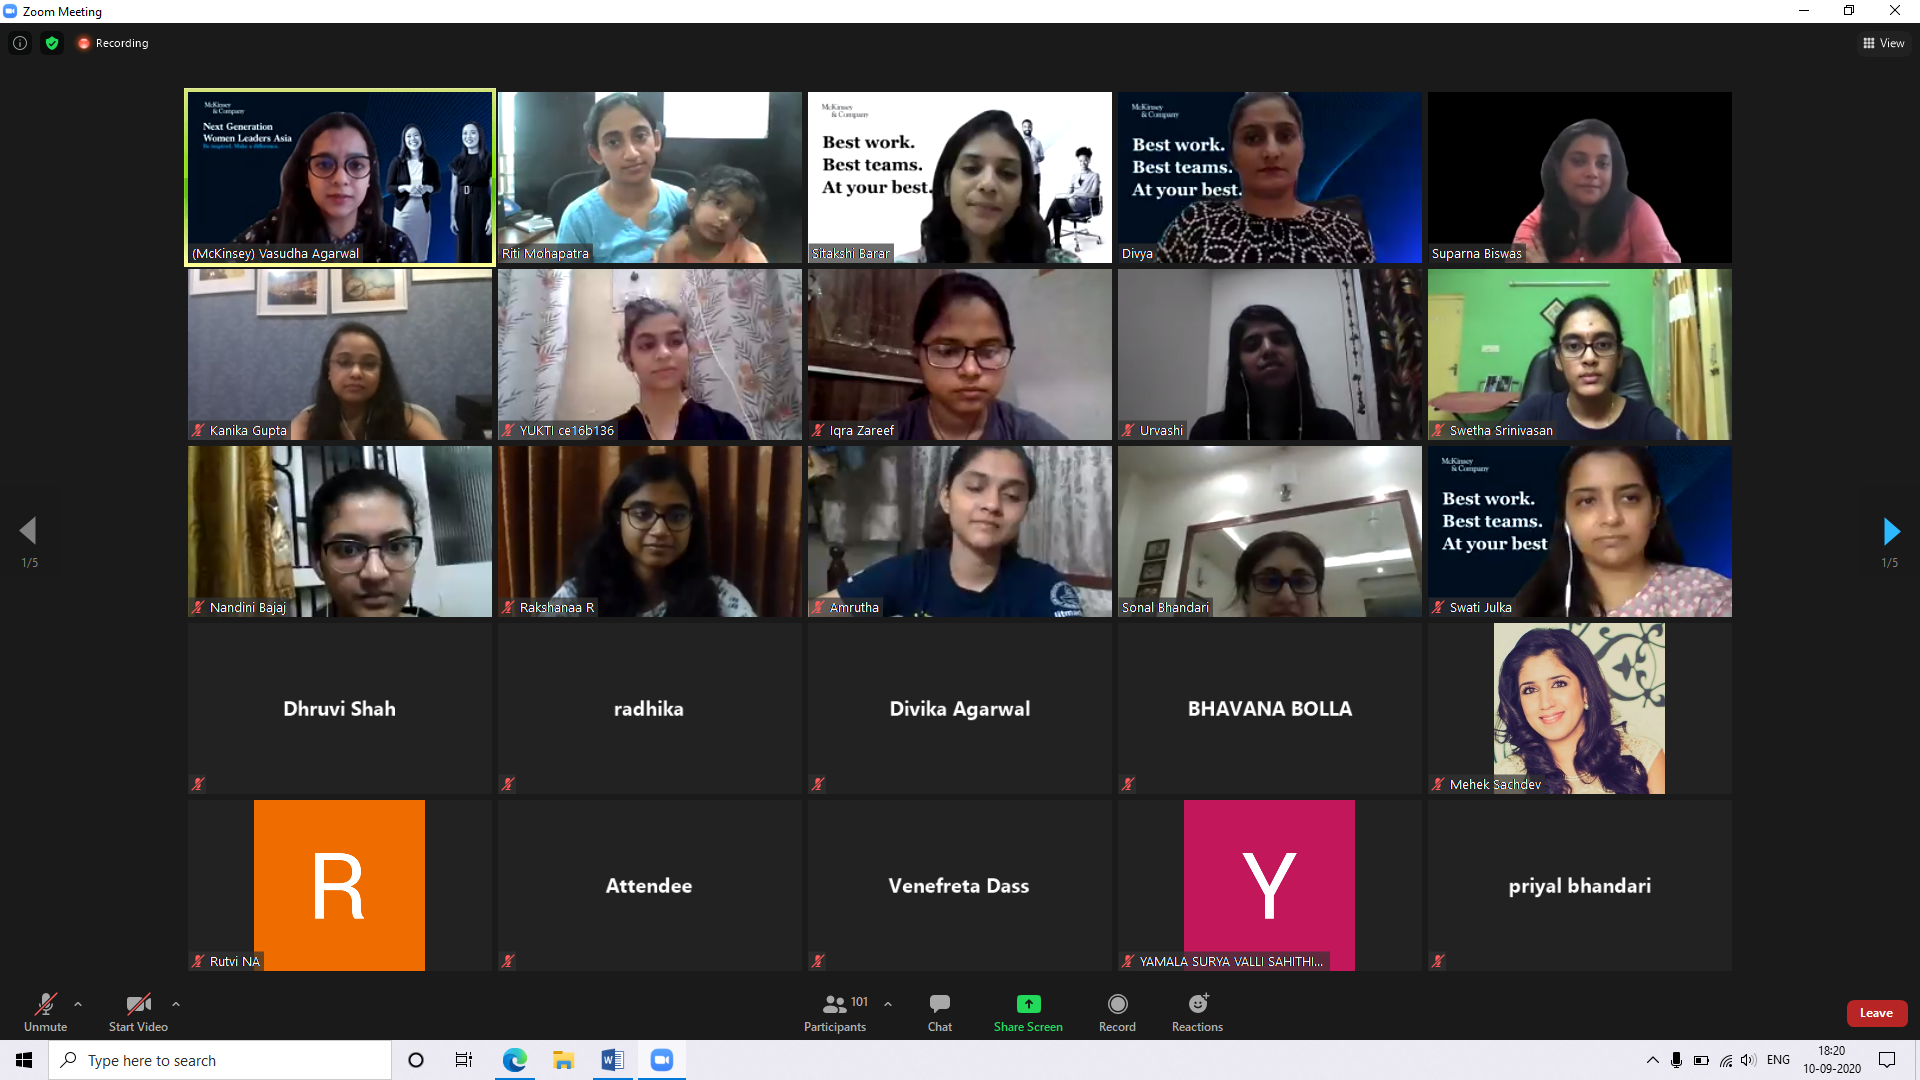 Zoom Meeting
Recording
View
McKinsey
& Company
Next Generation
Women Leaders Asia
Be inspired. Make a difference.
(McKinsey) Vasudha Agarwal
Riti Mohapatra
McKinsey
& Company
Best work.
Best teams.
At your best.
Sitakshi Barar
McKinsey
& Company
Best work.
Best teams.
At your best.
Divya
Suparna Biswas
Kanika Gupta
YUKTI ce16b136
Iqra Zareef
Urvashi
Swetha Srinivasan
Nandini Bajaj
Rakshanaa R
Amrutha
Sonal Bhandari
McKinsey
& Company
Best work.
Best teams.
At your best
Swati Julka
1/5
1/5
Dhruvi Shah
radhika
Divika Agarwal
BHAVANA BOLLA
Mehek Sachdev
R
Rutvi NA
Attendee
Venefreta Dass
Y
YAMALA SURYA VALLI SAHITHI...
priyal bhandari
Unmute
Start Video
101
Participants
Chat
Share Screen
Record
Reactions
Leave
Type here to search
ENG
18:20
10-09-2020